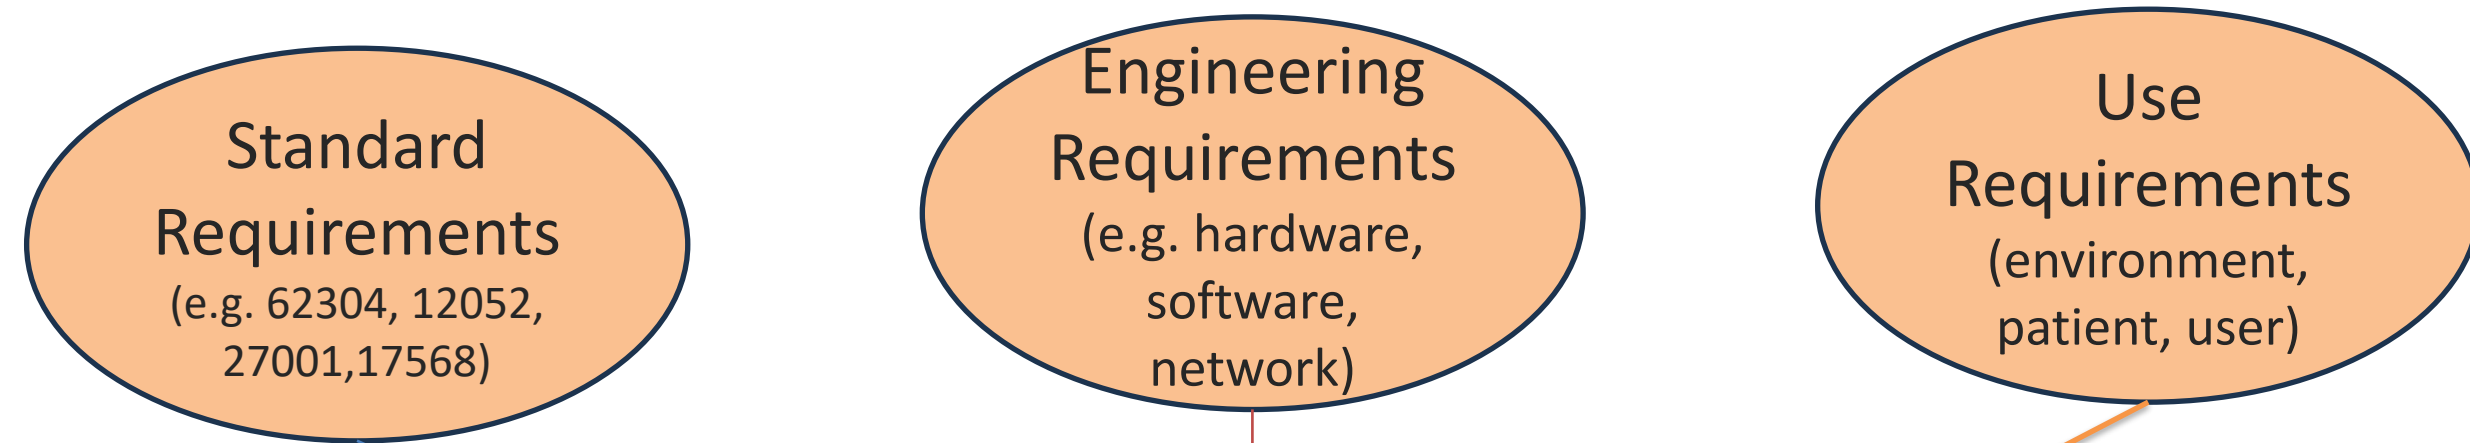 Standard
Requirements
(e.g. 62304, 12052,
27001,17568)
Engineering
Requirements
(e.g. hardware,
software,
network)
Use
Requirements
(environment,
patient, user)